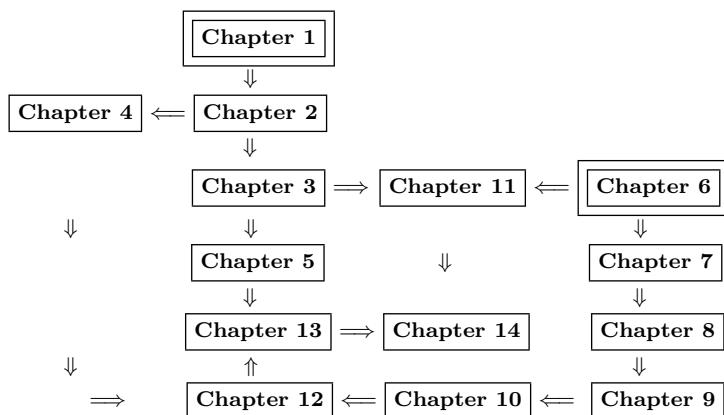 Chapter 1
⇓
Chapter 4 ⇐ Chapter 2
⇓
Chapter 3 ⇒ Chapter 11 ⇐ Chapter 6
⇓ ⇓ ⇓
Chapter 5 ⇓ Chapter 7
⇓ ⇓
Chapter 13 ⇒ Chapter 14 Chapter 8
⇓ ⇑ ⇓
⇒ Chapter 12 ⇐ Chapter 10 ⇐ Chapter 9